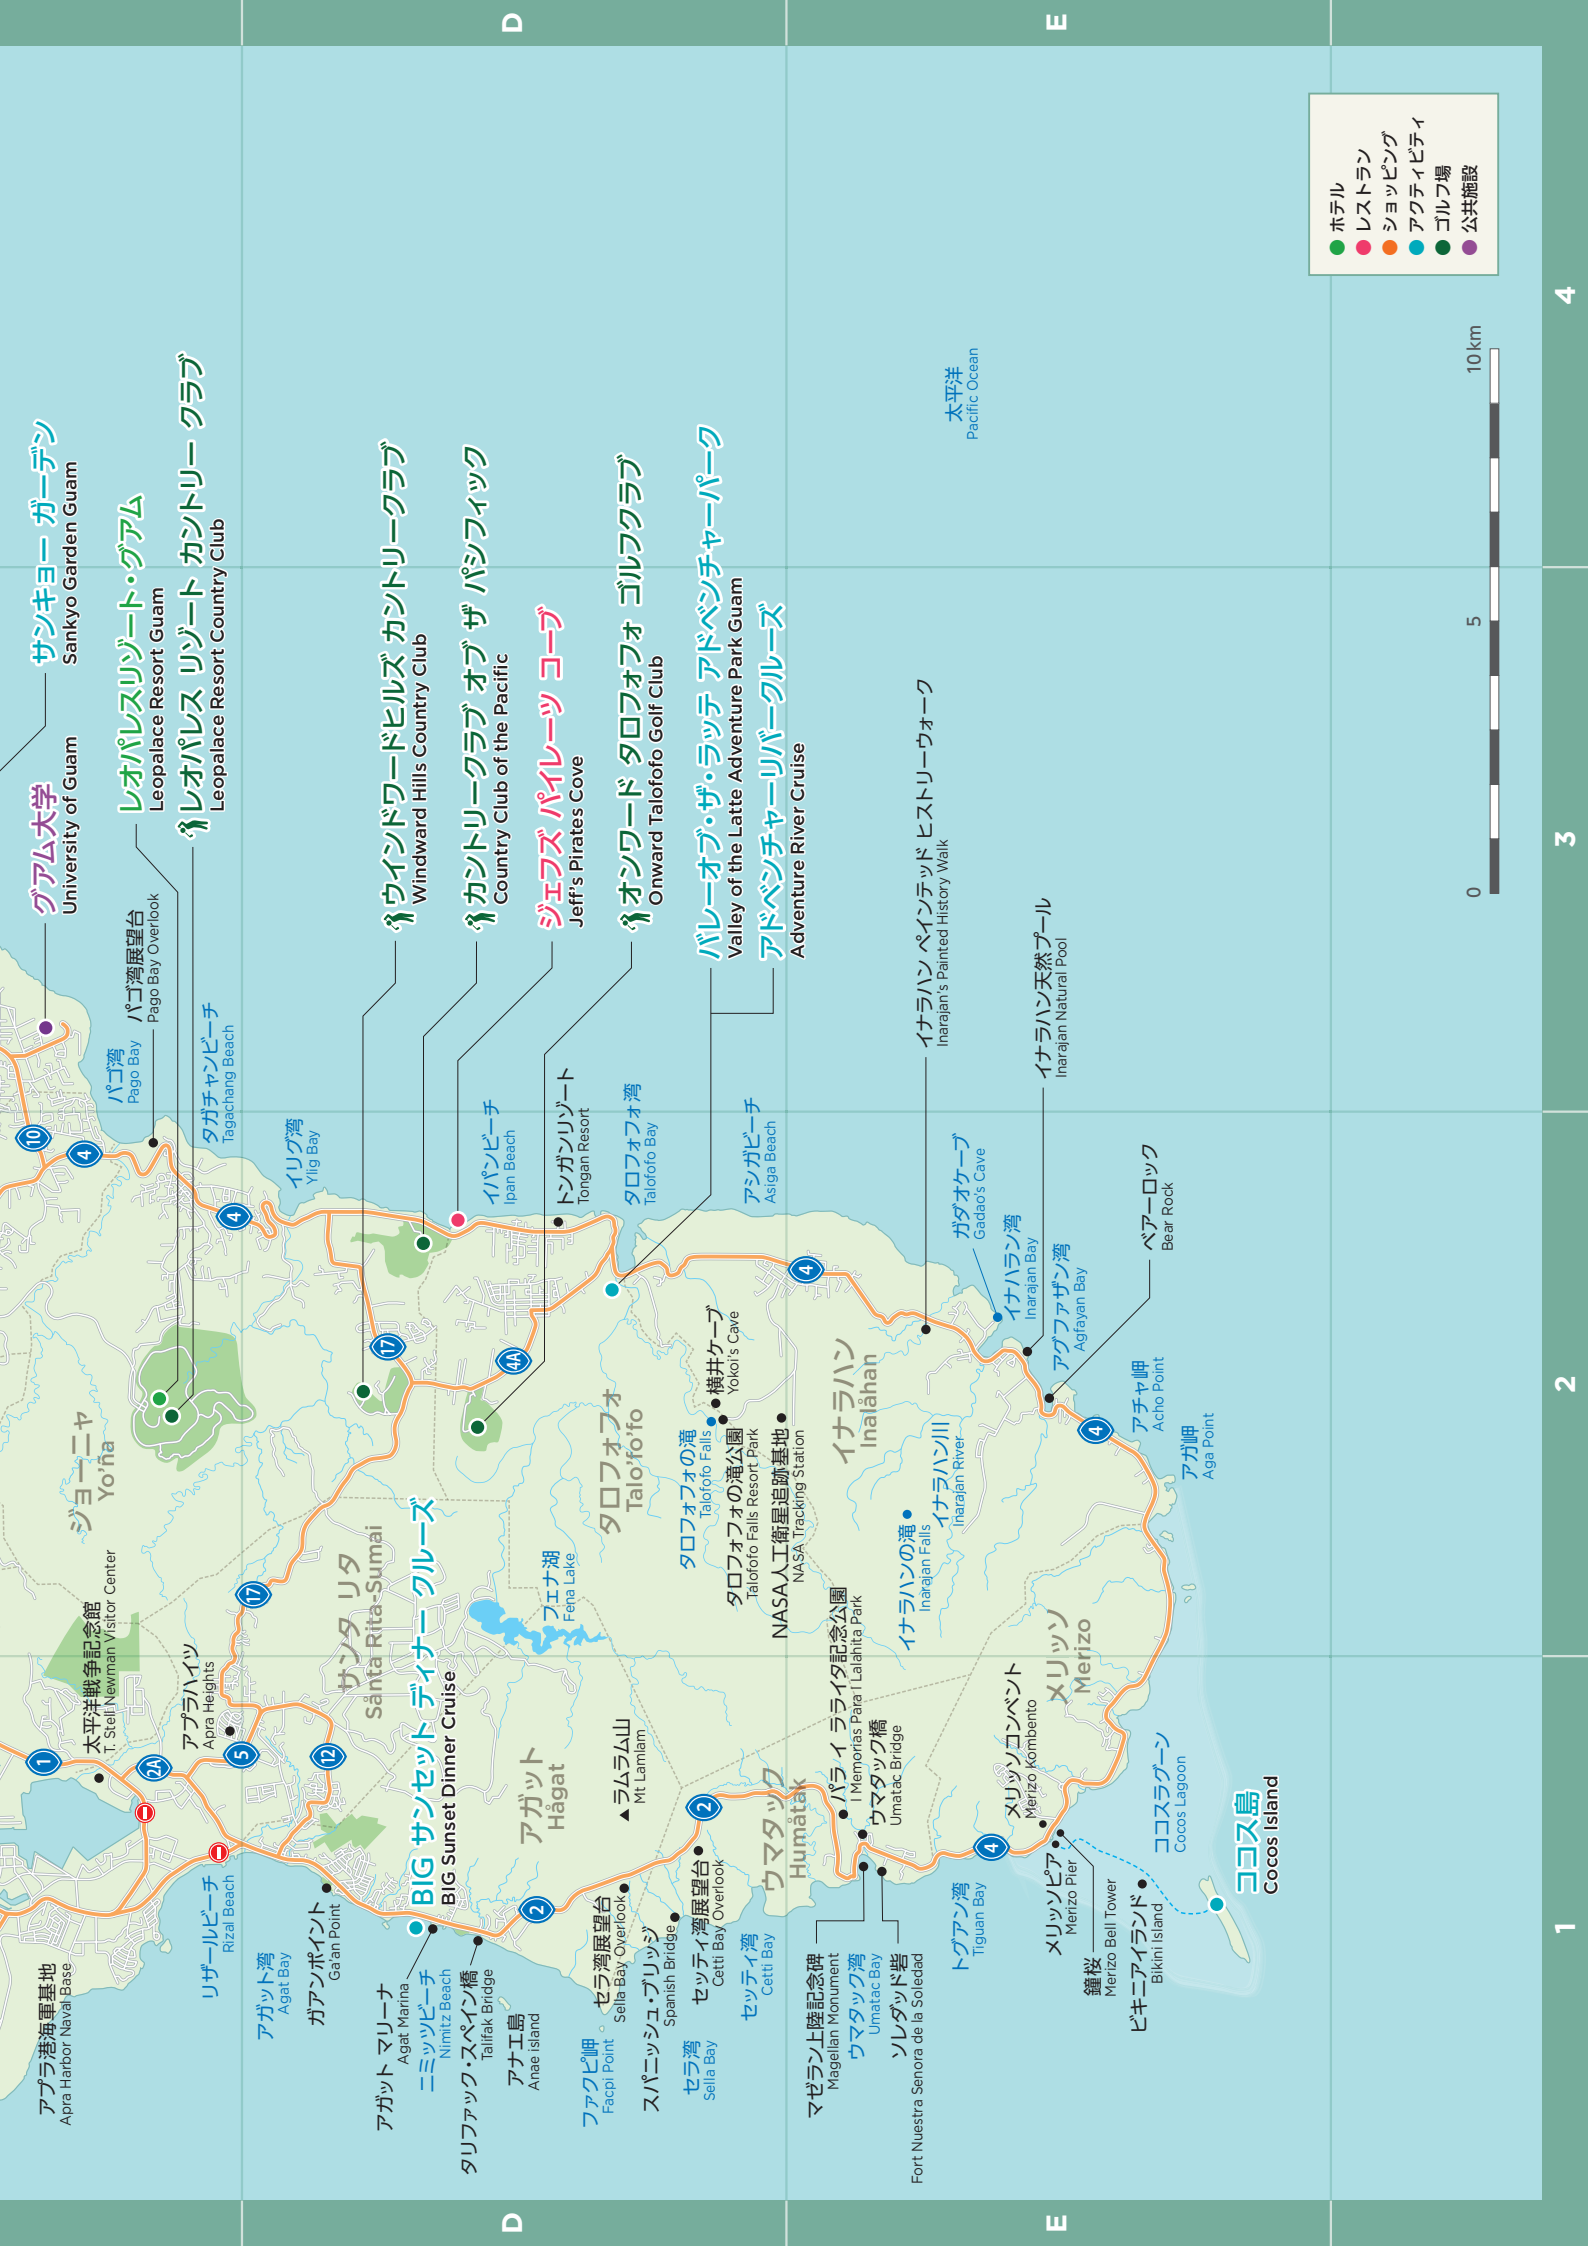 D
E
グアム大学
University of Guam
サンキョー ガーデン
Sankyo Garden Guam
レオパレスリゾート・グアム
Leopalace Resort Guam
レオパレス リゾート カントリー クラブ
Leopalace Resort Country Club
ウインドワードヒルズ カントリークラブ
Windward Hills Country Club
カントリークラブ オブ ザ パシフィック
Country Club of the Pacific
ジェフズ パイレーツ コーブ
Jeff's Pirates Cove
オンワード タロフォフォ ゴルフクラブ
Onward Talofofo Golf Club
バレーオブ・ザ・ラッテ アドベンチャーパーク
Valley of the Latte Adventure Park Guam
アドベンチャーリバークルーズ
Adventure River Cruise
太平洋
Pacific Ocean
ホテル
レストラン
ショッピング
アクティビティ
ゴルフ場
公共施設
0
5
10km
4
3
2
1
パゴ湾
Pago Bay
パゴ湾展望台
Pago Bay Overlook
タガチャンビーチ
Tagachang Beach
イリグ湾
Ylig Bay
イパンビーチ
Ipan Beach
トンガンリゾート
Tongan Resort
タロフォフォ湾
Talofofo Bay
アシガビーチ
Asiga Beach
イナラハン ペインテッド ヒストリーウォーク
Inarajan's Painted History Walk
イナラハン天然プール
Inarajan Natural Pool
ガダオケーブ
Gadao's Cave
イナハラン湾
Inarajan Bay
アグファザン湾
Agfayan Bay
ベアーロック
Bear Rock
アチャ岬
Acho Point
アガ岬
Aga Point
10
4
4
17
4A
4
4
17
1
2A
5
12
2
2
4
ジョーニャ
Yo'ña
サンタ リタ
Sånta Rita-Sumai
タロフォフォ
Talo'fo'fo
イナラハン
Inalåhan
メリッソ
Merizo
ウマタック
Humåtak
アガット
Hågat
横井ケーブ
Yokoi's Cave
タロフォフォの滝
Talofofo Falls
タロフォフォの滝公園
Talofofo Falls Resort Park
NASA人工衛星追跡基地
NASA Tracking Station
イナラハン川
Inarajan River
イナラハンの滝
Inarajan Falls
フェナ湖
Fena Lake
太平洋戦争記念館
T. Stell Newman Visitor Center
アプラハイツ
Apra Heights
BIG サンセット ディナー クルーズ
BIG Sunset Dinner Cruise
ラムラム山
Mt Lamlam
パラ イ ララライタ記念公園
I Memorias Para I Lalahita Park
ウマタック橋
Umatac Bridge
メリッソコンベント
Merizo Kombento
ココスラグーン
Cocos Lagoon
ココス島
Cocos Island
アプラ港海軍基地
Apra Harbor Naval Base
リザールビーチ
Rizal Beach
アガット湾
Agat Bay
ガアンポイント
Ga'an Point
アガット マリーナ
Agat Marina
ニミッツビーチ
Nimitz Beach
タリファック・スペイン橋
Talifak Bridge
アナエ島
Anae island
セラ湾展望台
Sella Bay Overlook
ファクピ岬
Facpi Point
スパニッシュ・ブリッジ
Spanish Bridge
セラ湾
Sella Bay
セッティ湾展望台
Cetti Bay Overlook
セッティ湾
Cetti Bay
マゼラン上陸記念碑
Magellan Monument
ウマタック湾
Umatac Bay
ソレダッド砦
Fort Nuestra Senora de la Soledad
トグアン湾
Tiguan Bay
メリッソピア
Merizo Pier
鐘桜
Merizo Bell Tower
ビキニアイランド
Bikini Island
D
E